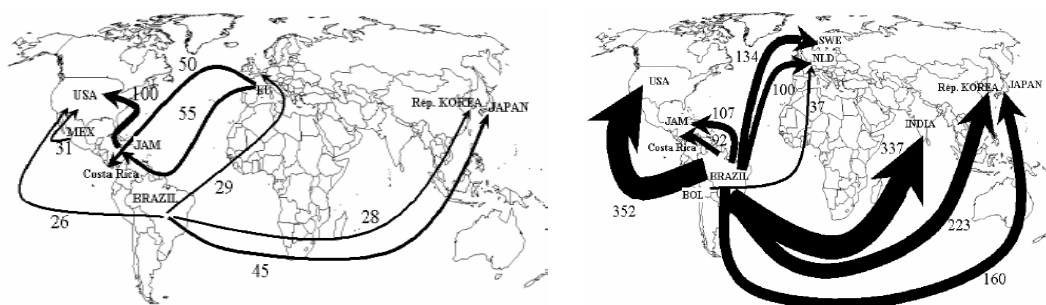 50
USA
100
EU
55
Rep. KOREA
JAPAN
MEX
JAM
31
Costa Rica
29
BRAZIL
26
28
45
SWE
134
NLD
USA
100
37
JAM
107
Rep. KOREA
JAPAN
INDIA
Costa Rica
92
337
BRAZIL
BOL
352
223
160